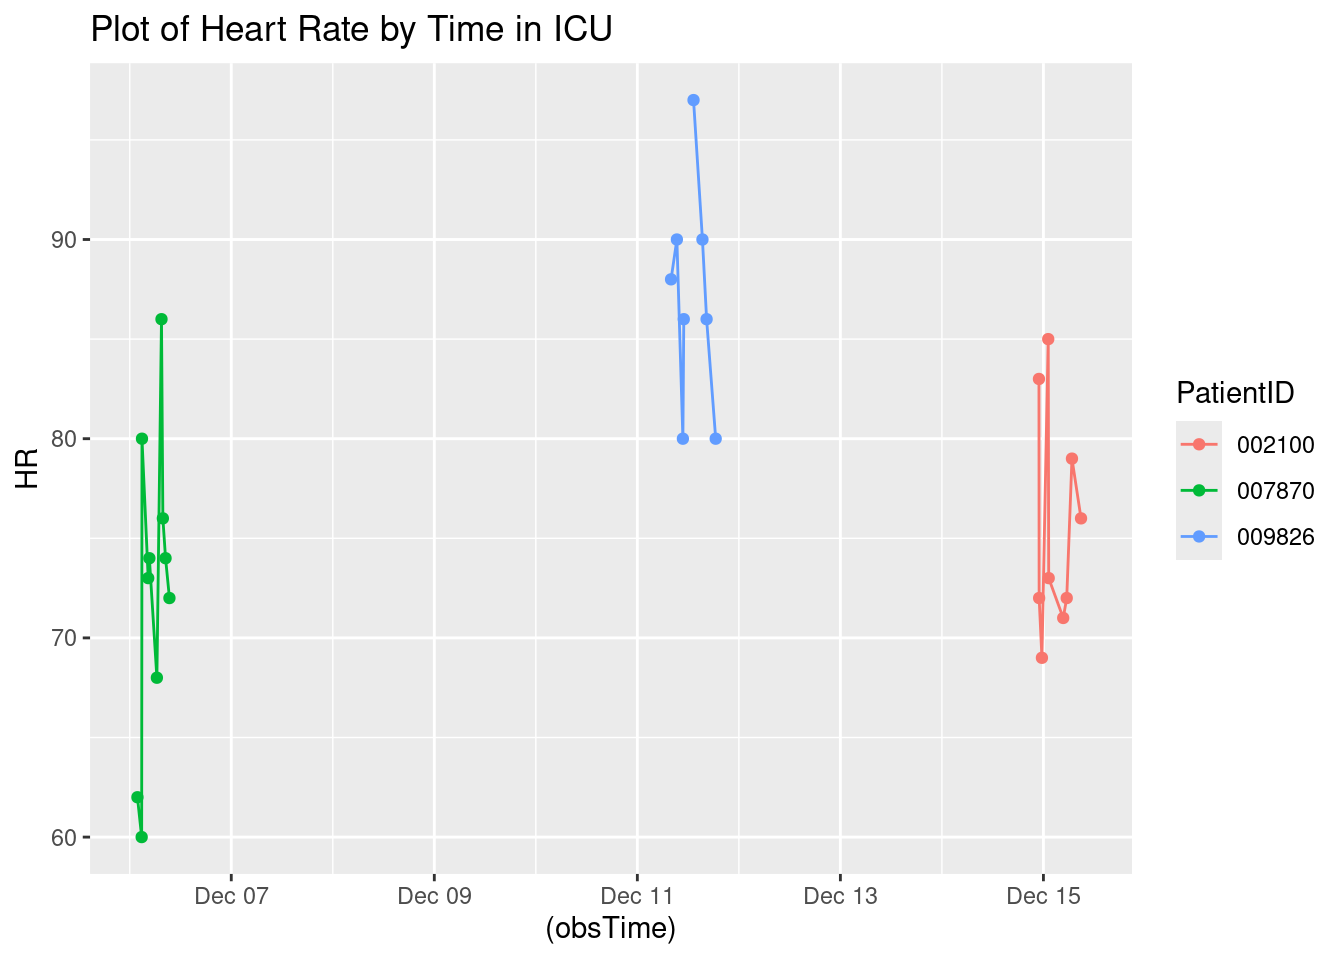 Plot of Heart Rate by Time in ICU
HR
90
80
70
60
Dec 07 Dec 09 Dec 11 Dec 13 Dec 15
(obsTime)
PatientID
002100
007870
009826